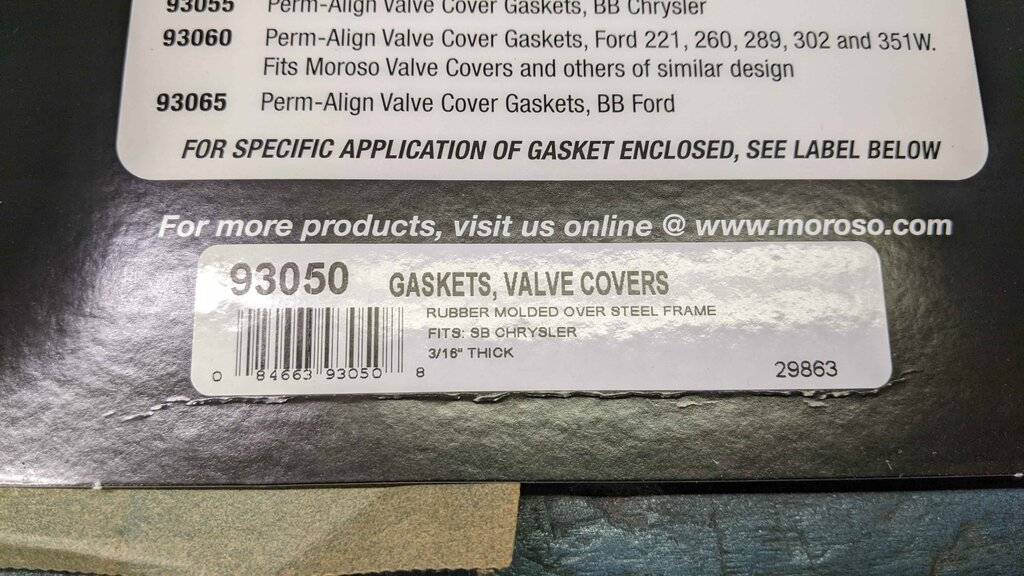 93055 Perm-Align Valve Cover Gaskets, BB Chrysler
93060 Perm-Align Valve Cover Gaskets, Ford 221, 260, 289, 302 and 351W.
Fits Moroso Valve Covers and others of similar design
93065 Perm-Align Valve Cover Gaskets, BB Ford
FOR SPECIFIC APPLICATION OF GASKET ENCLOSED, SEE LABEL BELOW
For more products, visit us online @ www.moroso.com
93050 GASKETS, VALVE COVERS
RUBBER MOLDED OVER STEEL FRAME
FITS: SB CHRYSLER
3/16" THICK
0 84663 93050 8
29863